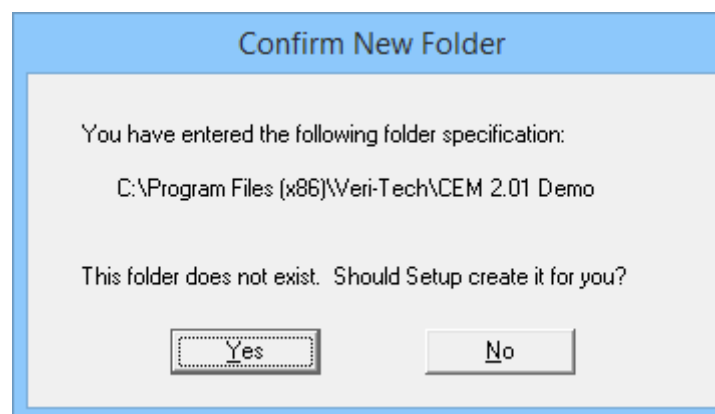 Confirm New Folder
You have entered the following folder specification:
C:\Program Files (x86)\Veri-Tech\CEM 2.01 Demo
This folder does not exist.  Should Setup create it for you?
Yes
No